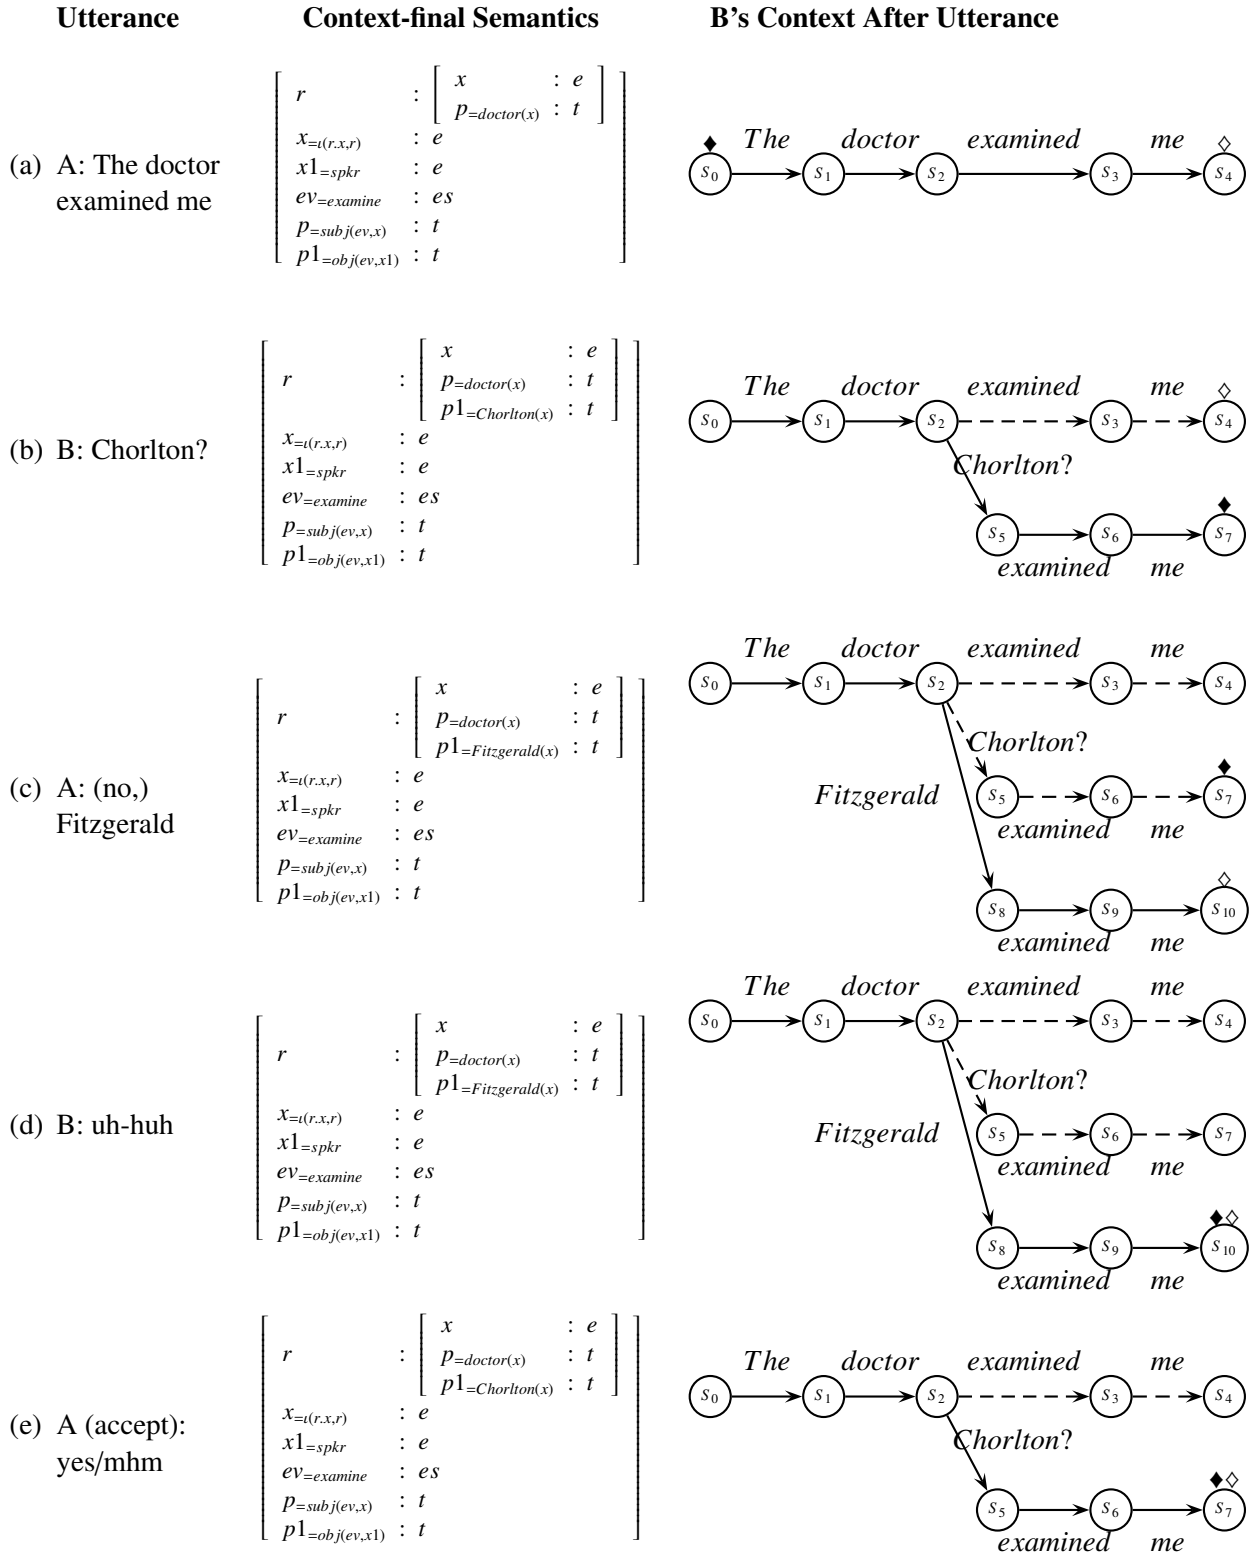 Utterance Context-final Semantics B's Context After Utterance
(a) A: The doctor examined me
r : [ x : e
p=doctor(x) : t ]
x=ι(r.x,r) : e
x1=spkr : e
ev=examine : es
p=subj(ev,x) : t
p1=obj(ev,x1) : t
♦ The doctor examined me ◊
S0 S1 S2 S3 S4
(b) B: Chorlton?
r : [ x : e
p=doctor(x) : t
p1=Chorlton(x) : t ]
x=ι(r.x,r) : e
x1=spkr : e
ev=examine : es
p=subj(ev,x) : t
p1=obj(ev,x1) : t
The doctor examined me ◊
S0 S1 S2 S3 S4
Chorlton? ♦
S5 S6 S7
examined me
(c) A: (no,) Fitzgerald
r : [ x : e
p=doctor(x) : t
p1=Fitzgerald(x) : t ]
x=ι(r.x,r) : e
x1=spkr : e
ev=examine : es
p=subj(ev,x) : t
p1=obj(ev,x1) : t
The doctor examined me
S0 S1 S2 S3 S4
Chorlton? ♦
Fitzgerald S5 S6 S7
examined me
◊
S8 S9 S10
examined me
(d) B: uh-huh
r : [ x : e
p=doctor(x) : t
p1=Fitzgerald(x) : t ]
x=ι(r.x,r) : e
x1=spkr : e
ev=examine : es
p=subj(ev,x) : t
p1=obj(ev,x1) : t
The doctor examined me
S0 S1 S2 S3 S4
Chorlton?
Fitzgerald S5 S6 S7
examined me
♦◊
S8 S9 S10
examined me
(e) A (accept): yes/mhm
r : [ x : e
p=doctor(x) : t
p1=Chorlton(x) : t ]
x=ι(r.x,r) : e
x1=spkr : e
ev=examine : es
p=subj(ev,x) : t
p1=obj(ev,x1) : t
The doctor examined me
S0 S1 S2 S3 S4
Chorlton? ♦◊
S5 S6 S7
examined me